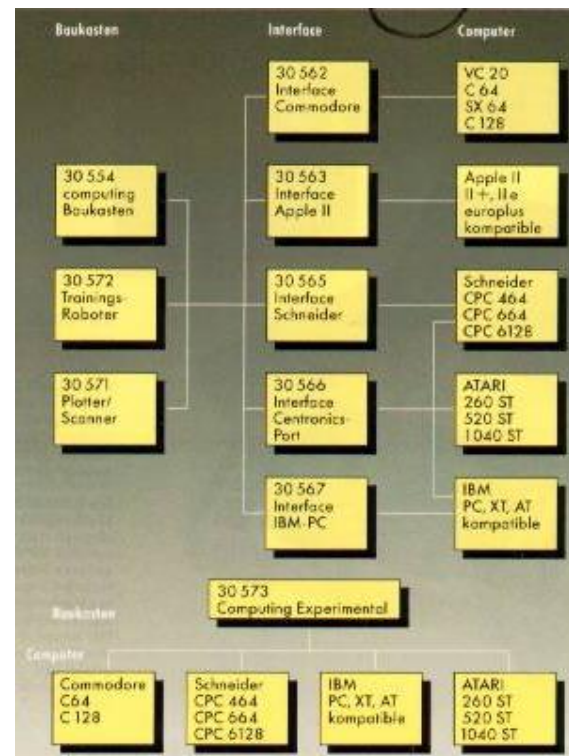 Baukasten
Interface
Computer
30 562
Interface
Commodore
VC 20
C 64
SX 64
C 128
30 554
computing
Baukasten
30 563
Interface
Apple II
Apple II
II +, II e
europlus
kompatible
30 572
Trainings-
Roboter
30 565
Interface
Schneider
Schneider
CPC 464
CPC 664
CPC 6128
30 571
Plotter/
Scanner
30 566
Interface
Centronics-
Port
ATARI
260 ST
520 ST
1040 ST
30 567
Interface
IBM-PC
IBM
PC, XT, AT
kompatible
30 573
Computing Experimental
Baukasten
Computer
Commodore
C64
C 128
Schneider
CPC 464
CPC 664
CPC 6128
IBM
PC, XT, AT
kompatible
ATARI
260 ST
520 ST
1040 ST